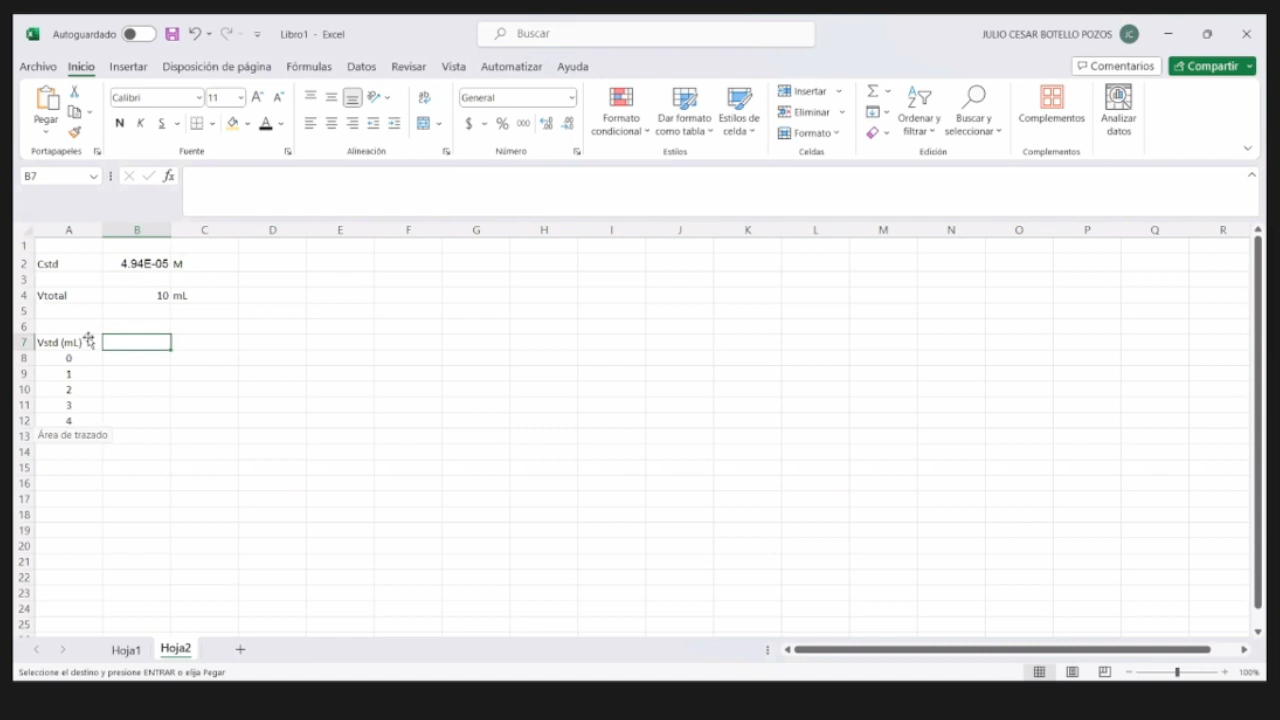 Autoguardado Libro1 - Excel Buscar JULIO CESAR BOTELLO POZOS JC
Archivo Inicio Insertar Disposición de página Fórmulas Datos Revisar Vista Automatizar Ayuda Comentarios Compartir
Pegar Calibri 11 General Formato condicional Dar formato como tabla Estilos de celda Insertar Eliminar Formato Ordenar y filtrar Buscar y seleccionar Complementos Analizar datos
N K S $ % 000
Portapapeles Fuente Alineación Número Estilos Celdas Edición Complementos
B7 fx
A B C D E F G H I J K L M N O P Q R
1
2 Cstd 4.94E-05 M
3
4 Vtotal 10 mL
5
6
7 Vstd (mL)
8 0
9 1
10 2
11 3
12 4
13 Área de trazado
14
15
16
17
18
19
20
21
22
23
24
25
Hoja1 Hoja2 +
Seleccione el destino y presione ENTRAR o elija Pegar 100%